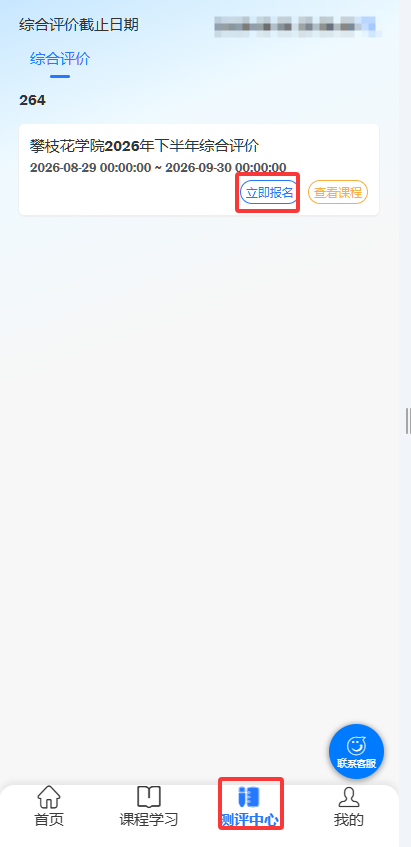 综合评价截止日期
综合评价
264
攀枝花学院2026年下半年综合评价
2026-08-29 00:00:00 ~ 2026-09-30 00:00:00
立即报名 查看课程
联系客服
首页 课程学习 测评中心 我的